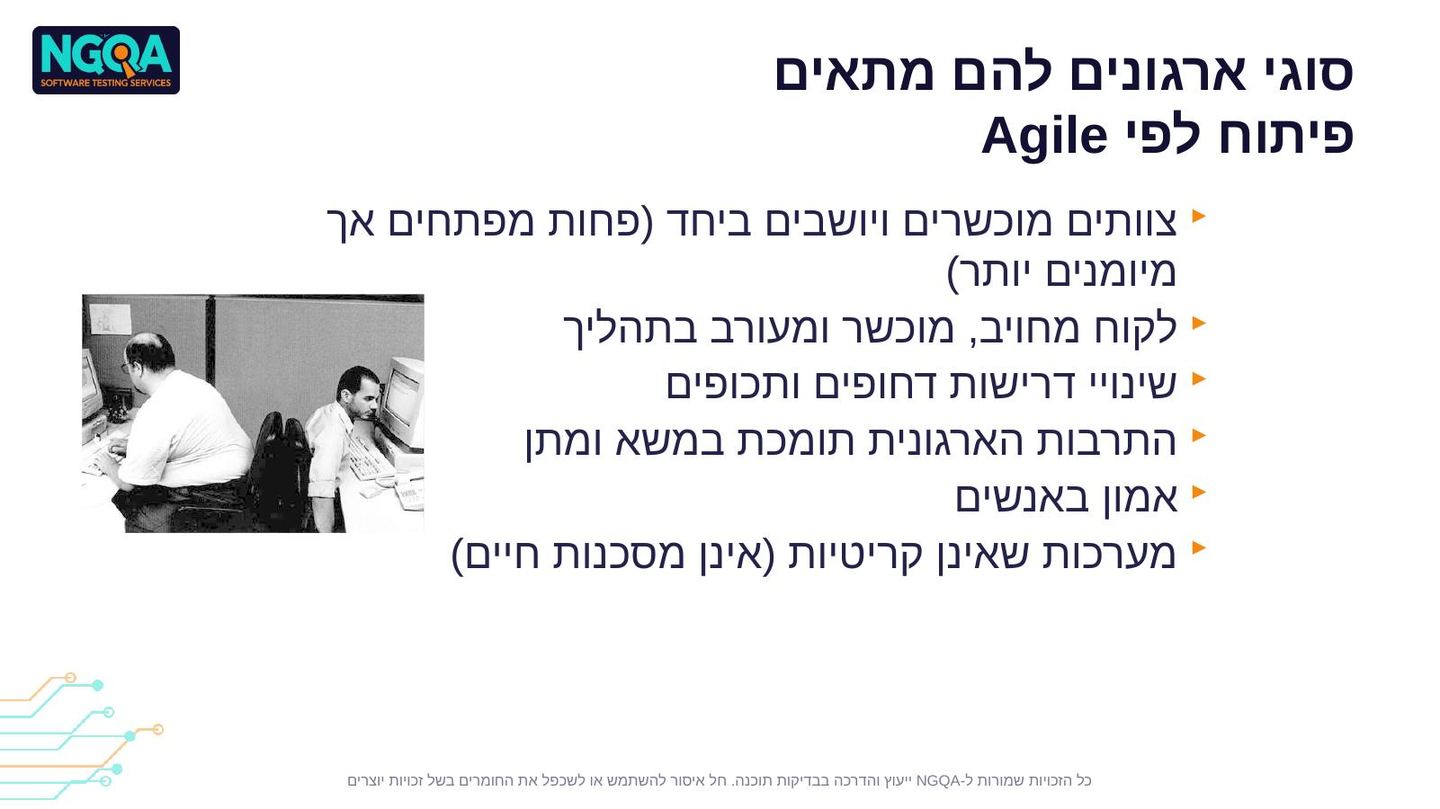 NGQA
SOFTWARE TESTING SERVICES
סוגי ארגונים להם מתאים
פיתוח לפי Agile
צוותים מוכשרים ויושבים ביחד (פחות מפתחים אך
מיומנים יותר)
לקוח מחויב, מוכשר ומעורב בתהליך
שינויי דרישות דחופים ותכופים
התרבות הארגונית תומכת במשא ומתן
אמון באנשים
מערכות שאינן קריטיות (אינן מסכנות חיים)
כל הזכויות שמורות ל-NGQA ייעוץ והדרכה בבדיקות תוכנה. חל איסור להשתמש או לשכפל את החומרים בשל זכויות יוצרים